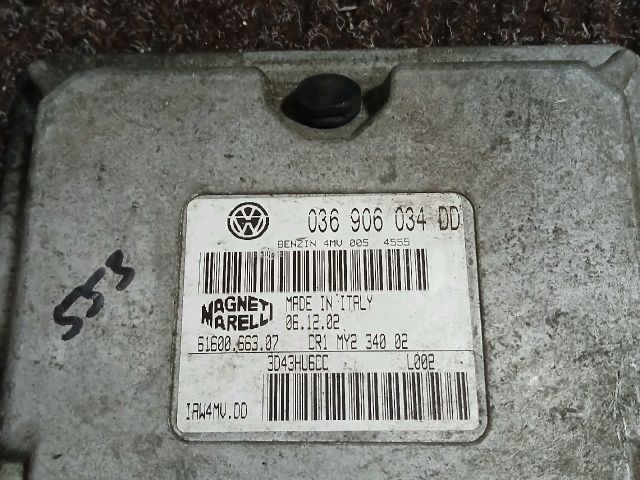 036 906 034 DD
BENZIN 4MV 005 4555
MAGNETI MARELLI
MADE IN ITALY
06.12.02
61600.663.07 CR1 MY2 340 02
3D43HU6CC L002
IAW4MV.DD
555